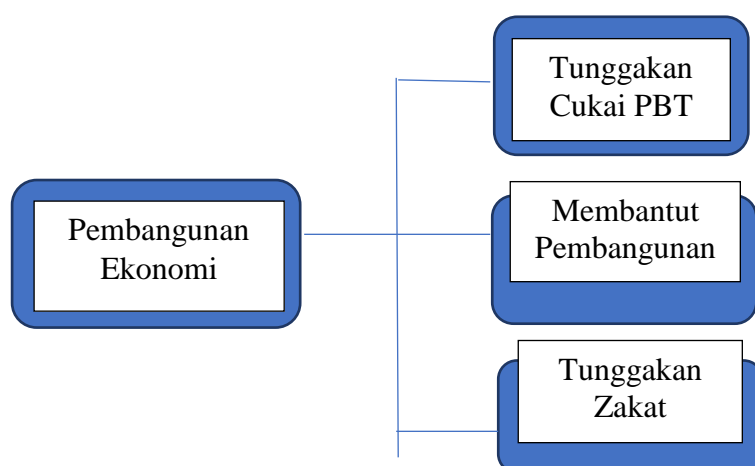 Tunggakan
Cukai PBT
Pembangunan
Ekonomi
Membantut
Pembangunan
Tunggakan
Zakat